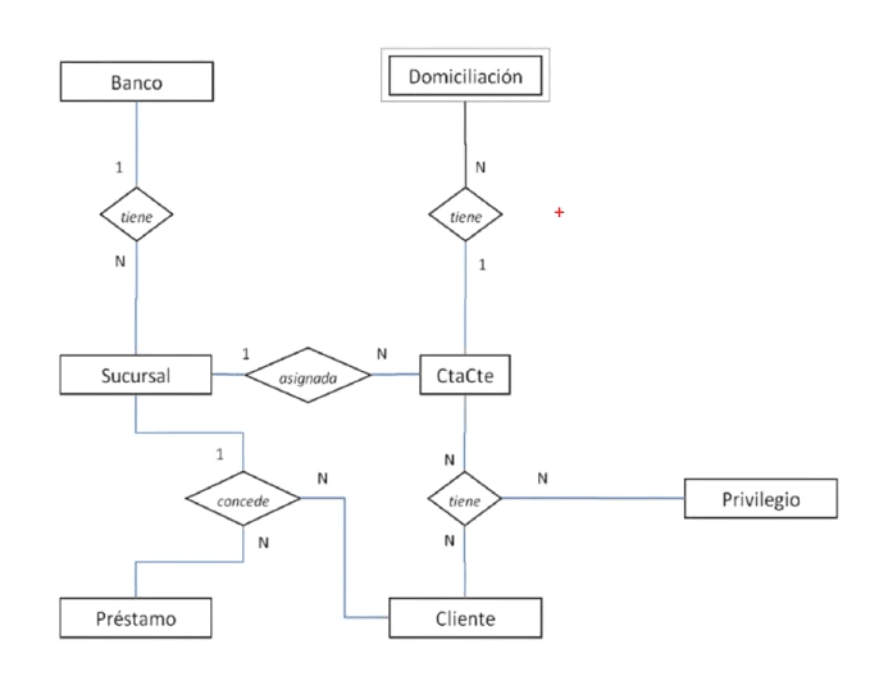 Banco
Domiciliación
1
N
tiene
tiene
N
1
1
N
Sucursal
asignada
CtaCte
1
N
N
N
concede
tiene
Privilegio
N
N
Préstamo
Cliente